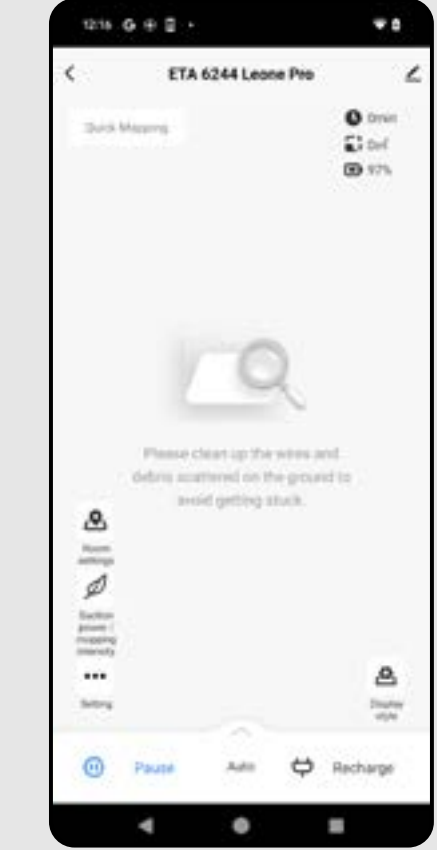 12:16
ETA 6244 Leone Pro
Quick Mapping
0min
0㎡
97%
Please clean up the wires and
debris scattered on the ground to
avoid getting stuck.
Room
settings
Suction
power /
mopping
intensity
Setting
Display
style
Pause
Auto
Recharge